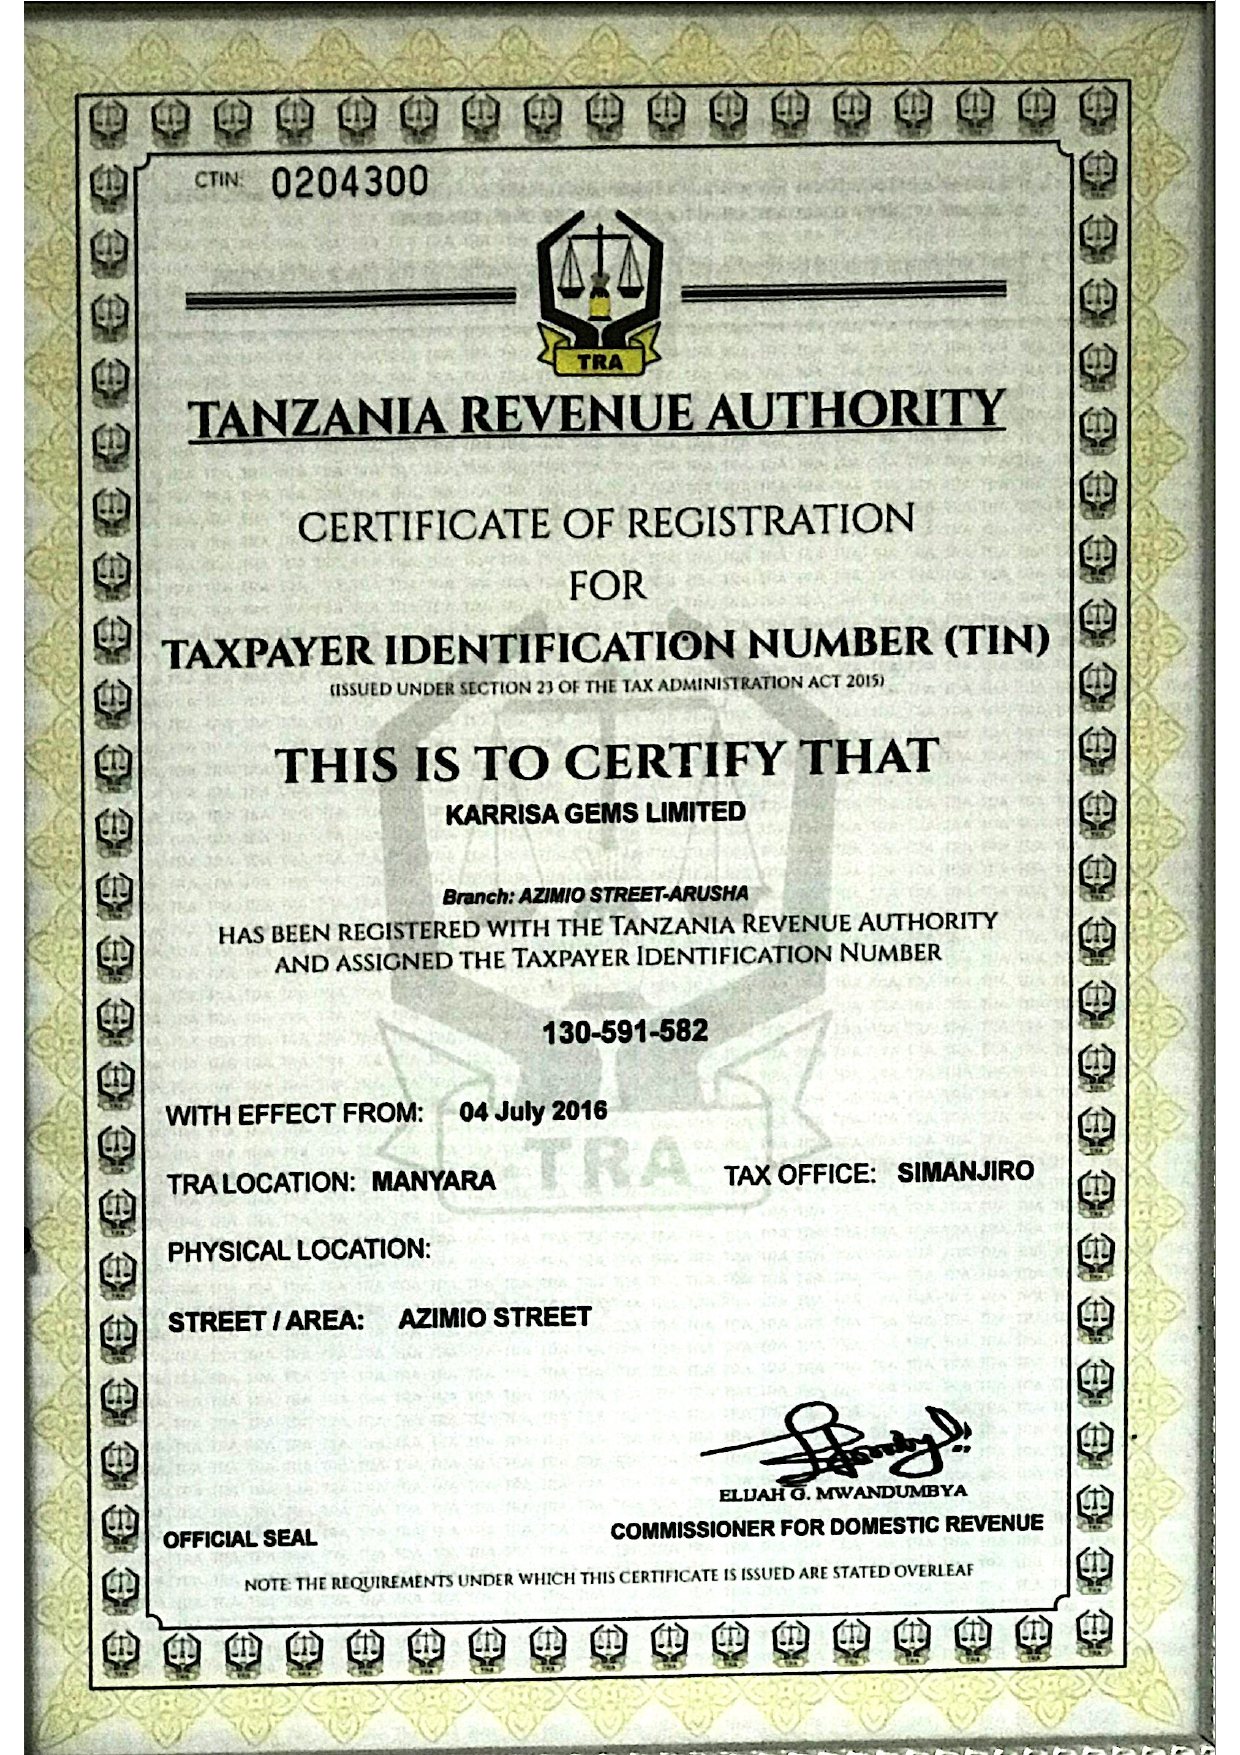 CTIN: 0204300
TRA
TANZANIA REVENUE AUTHORITY
CERTIFICATE OF REGISTRATION
FOR
TAXPAYER IDENTIFICATION NUMBER (TIN)
(ISSUED UNDER SECTION 23 OF THE TAX ADMINISTRATION ACT 2015)
THIS IS TO CERTIFY THAT
KARRISA GEMS LIMITED
Branch: AZIMIO STREET-ARUSHA
HAS BEEN REGISTERED WITH THE TANZANIA REVENUE AUTHORITY
AND ASSIGNED THE TAXPAYER IDENTIFICATION NUMBER
130-591-582
WITH EFFECT FROM: 04 July 2016
TRA
TRA LOCATION: MANYARA TAX OFFICE: SIMANJIRO
PHYSICAL LOCATION:
STREET / AREA: AZIMIO STREET
ELIJAH G. MWANDUMBYA
OFFICIAL SEAL COMMISSIONER FOR DOMESTIC REVENUE
NOTE: THE REQUIREMENTS UNDER WHICH THIS CERTIFICATE IS ISSUED ARE STATED OVERLEAF